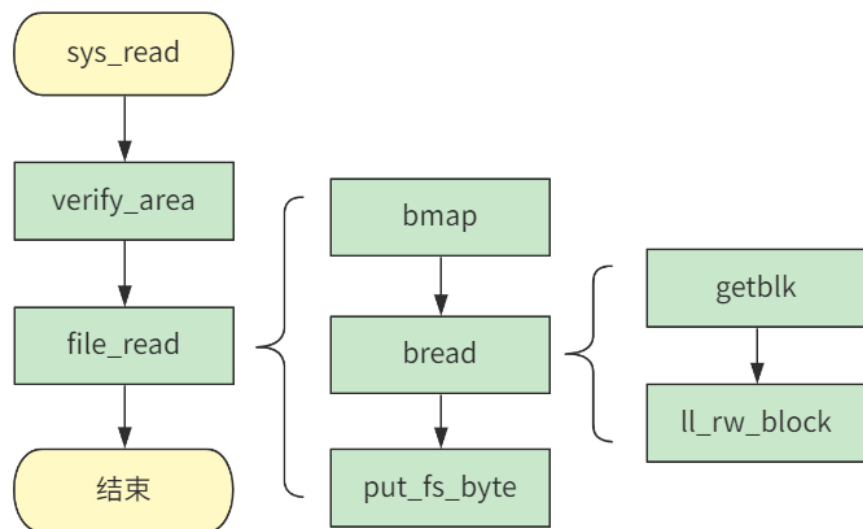 sys_read
verify_area
file_read
结束
bmap
bread
put_fs_byte
getblk
ll_rw_block